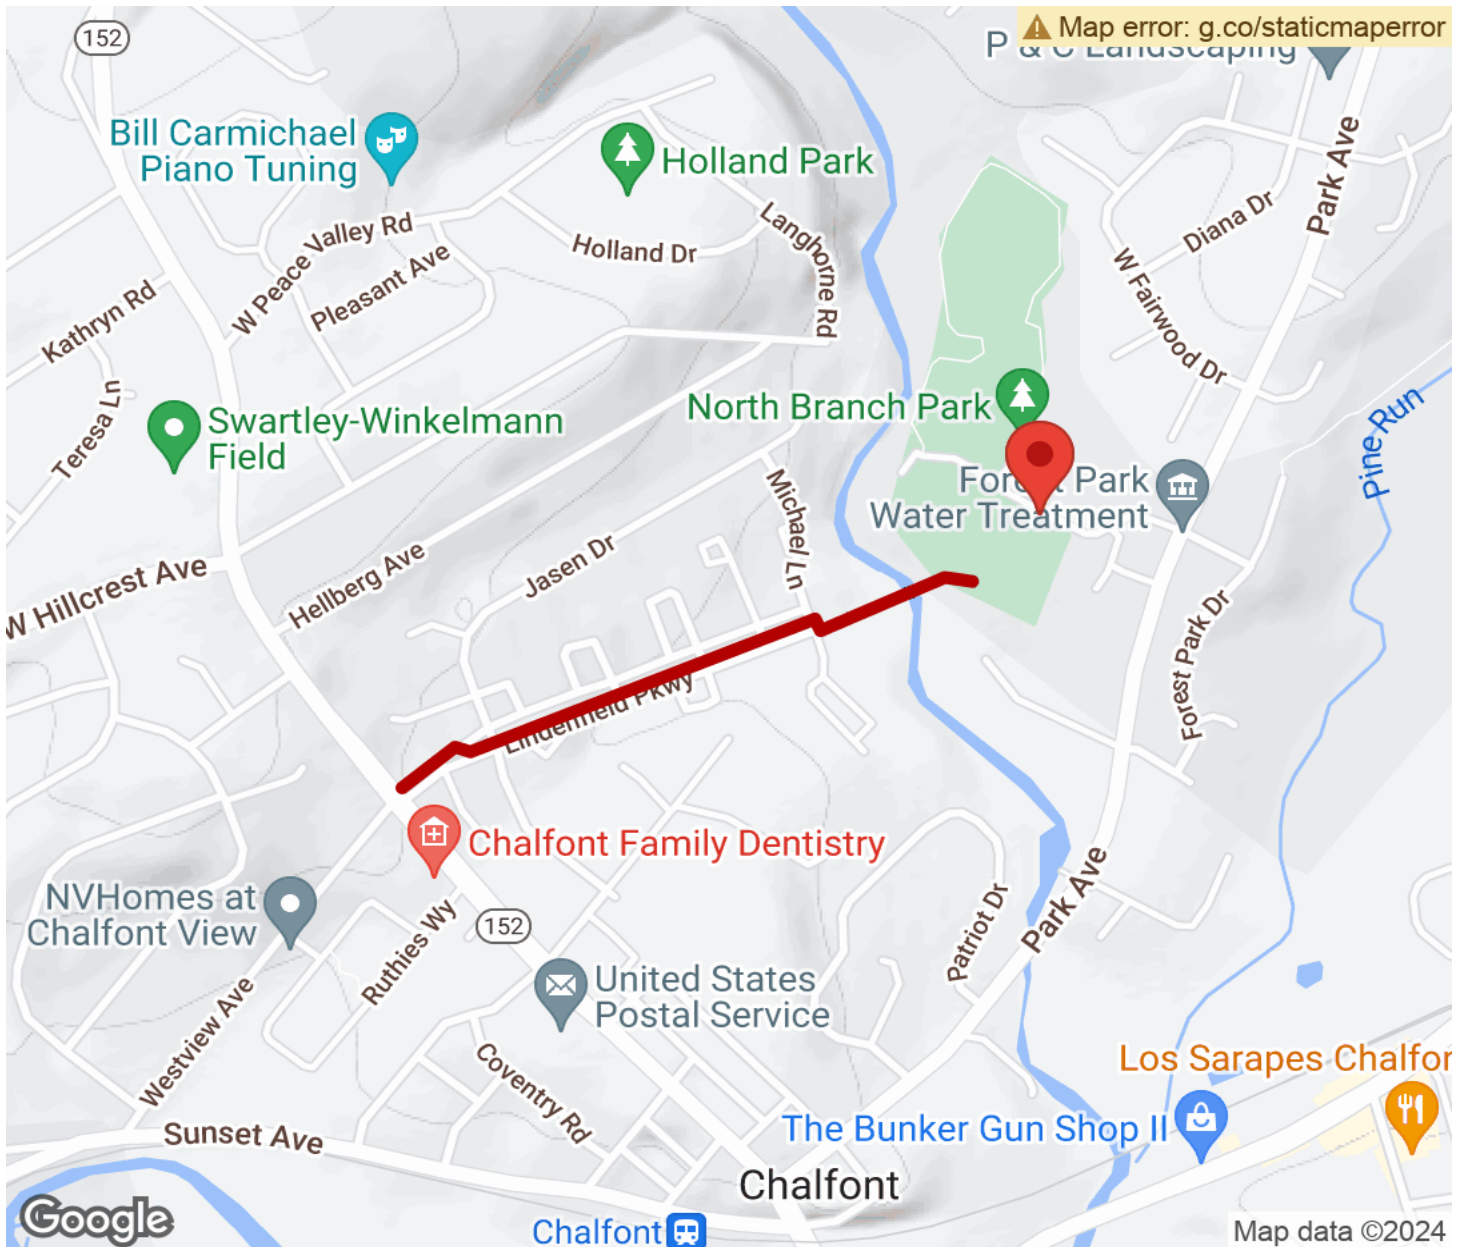 152
Map error: g.co/staticmaperror
P & C Landscaping
Bill Carmichael
Piano Tuning
Holland Park
Park Ave
W Peace Valley Rd
Pleasant Ave
Holland Dr
Langhorne Rd
Diana Dr
W Fairwood Dr
Kathryn Rd
Teresa Ln
Swartley-Winkelmann
Field
North Branch Park
Pine Run
Forest Park
Water Treatment
Michael Ln
Jasen Dr
Hellberg Ave
W Hillcrest Ave
Forest Park Dr
Lindenfield Pkwy
Chalfont Family Dentistry
NVHomes at
Chalfont View
152
Ruthies Wy
Park Ave
Patriot Dr
United States
Postal Service
Westview Ave
Coventry Rd
Los Sarapes Chalfor
The Bunker Gun Shop II
Sunset Ave
Chalfont
Google
Chalfont
Map data ©2024